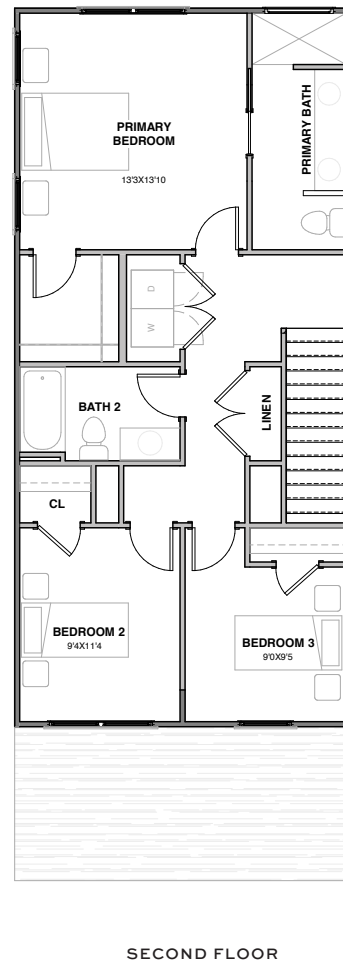 PRIMARY
BEDROOM
13'3X13'10
PRIMARY BATH
D
W
BATH 2
LINEN
CL
BEDROOM 2
9'4X11'4
BEDROOM 3
9'0X9'5
SECOND FLOOR